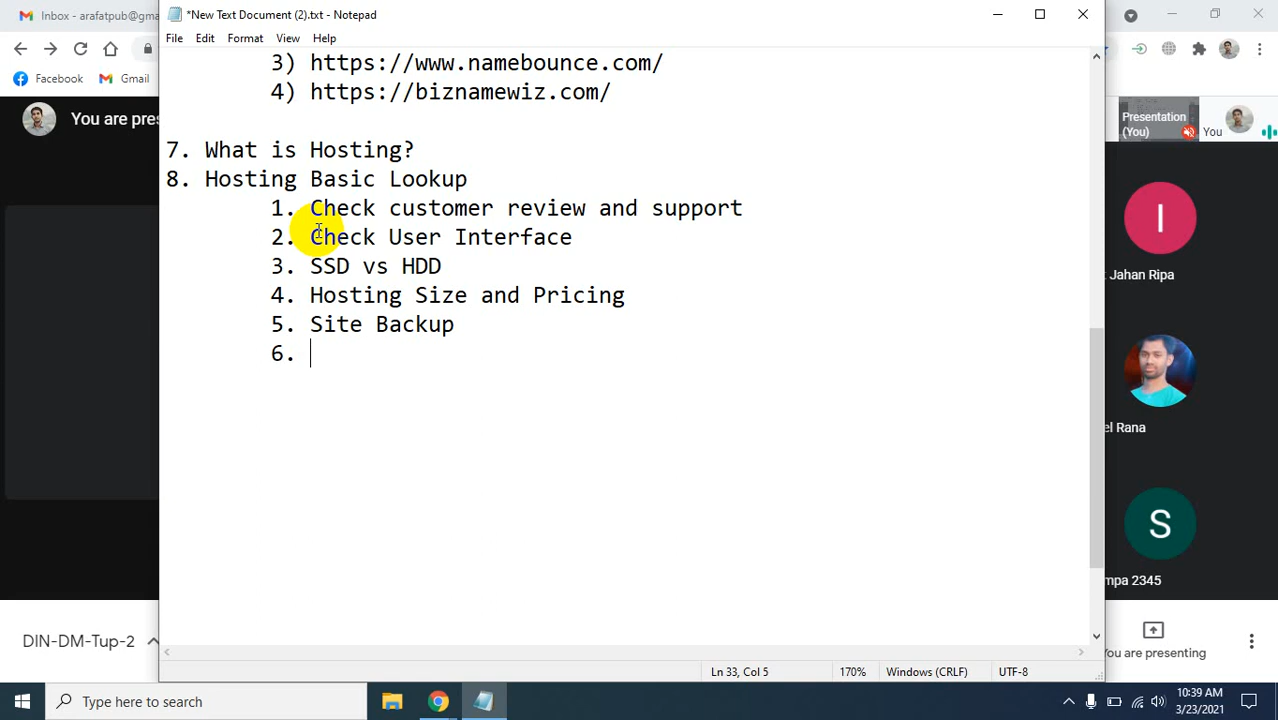 Inbox - arafatpub@gma
*New Text Document (2).txt - Notepad
File Edit Format View Help
Facebook Gmail
You are pres
3) https://www.namebounce.com/
4) https://biznamewiz.com/
7. What is Hosting?
8. Hosting Basic Lookup
1. Check customer review and support
2. Check User Interface
3. SSD vs HDD
4. Hosting Size and Pricing
5. Site Backup
6.
Presentation
(You)
You
I
Jahan Ripa
el Rana
S
mpa 2345
DIN-DM-Tup-2
You are presenting
Ln 33, Col 5 170% Windows (CRLF) UTF-8
Type here to search
10:39 AM
3/23/2021